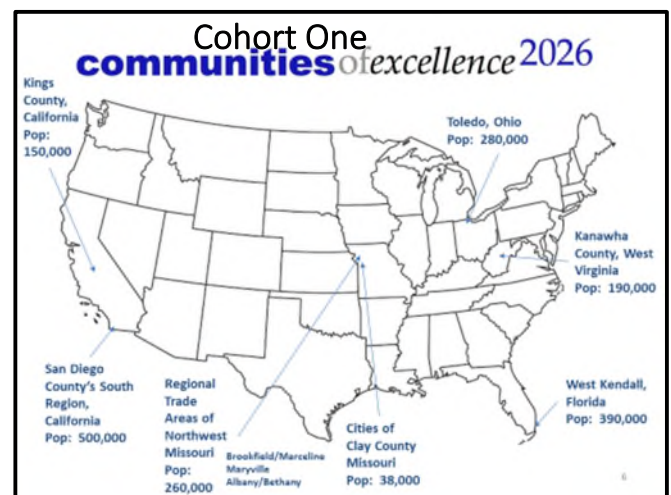 Cohort One
communitiesofexcellence 2026
Kings
County,
California
Pop:
150,000
Toledo, Ohio
Pop: 280,000
Kanawha
County, West
Virginia
Pop: 190,000
San Diego
County's South
Region,
California
Pop: 500,000
Regional
Trade
Areas of
Northwest
Missouri
Pop:
260,000
Brookfield/Marceline
Maryville
Albany/Bethany
Cities of
Clay County
Missouri
Pop: 38,000
West Kendall,
Florida
Pop: 390,000
6